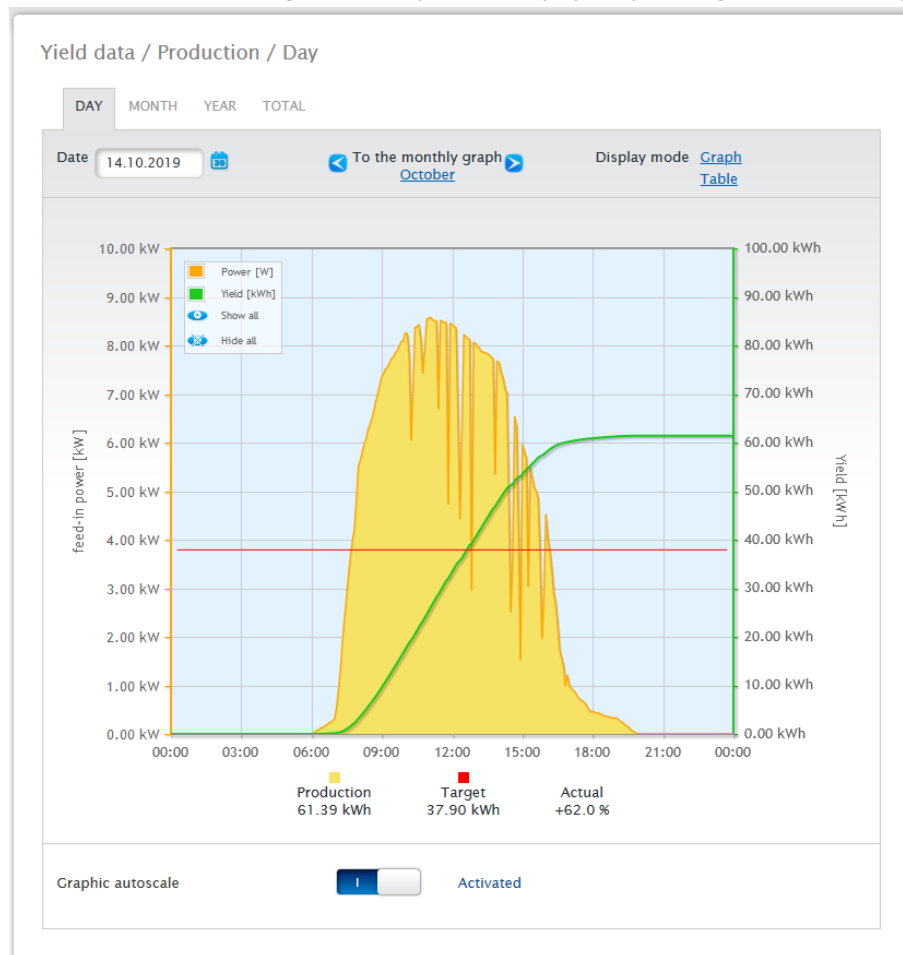 Yield data / Production / Day
DAY MONTH YEAR TOTAL
Date 14.10.2019 30 To the monthly graph Display mode Graph
October Table
10.00 kW 100.00 kWh
Power [W]
Yield [kWh]
Show all
Hide all
9.00 kW 90.00 kWh
8.00 kW 80.00 kWh
7.00 kW 70.00 kWh
6.00 kW 60.00 kWh
5.00 kW 50.00 kWh
4.00 kW 40.00 kWh
3.00 kW 30.00 kWh
2.00 kW 20.00 kWh
1.00 kW 10.00 kWh
0.00 kW 0.00 kWh
feed-in power [kW]
Yield [kWh]
00:00 03:00 06:00 09:00 12:00 15:00 18:00 21:00 00:00
Production Target Actual
61.39 kWh 37.90 kWh +62.0 %
Graphic autoscale I Activated